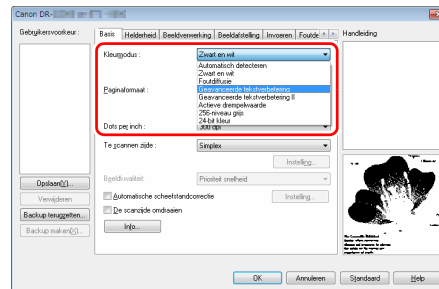 Canon DR-
Gebruikersvoorkeur :
Opslaan(V)...
Verwijderen
Backup terugzetten...
Backup maken(X)...
Basis Helderheid Beeldverwerking Beeldafstelling Invoeren Foutde
Kleurmodus : Zwart en wit
Automatisch detecteren
Zwart en wit
Foutdiffusie
Geavanceerde tekstverbetering
Geavanceerde tekstverbetering II
Actieve drempelwaarde
256-niveau grijs
24-bit kleur
Paginaformaat :
Dots per inch : 300 dpi
Te scannen zijde : Simplex
Instelling...
Beeldkwaliteit: Prioriteit snelheid
Automatische scheefstandcorrectie Instelling...
De scanzijde omdraaien
Info...
Handleiding
OK Annuleren Standaard Help